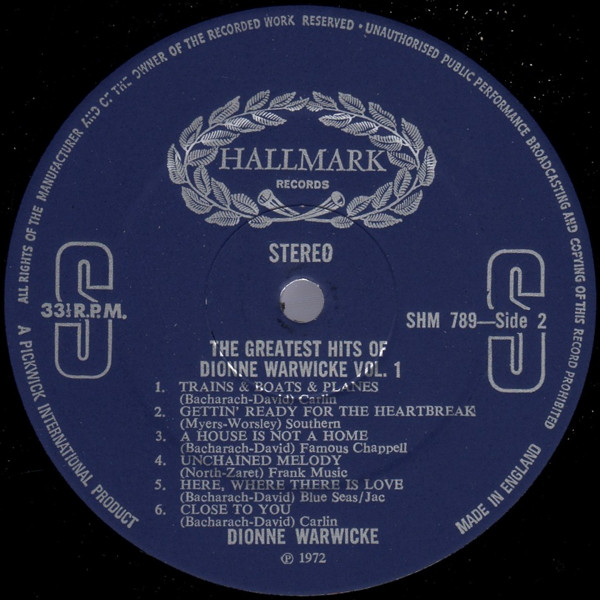 ALL RIGHTS OF THE MANUFACTURER AND OF THE OWNER OF THE RECORDED WORK RESERVED · UNAUTHORISED PUBLIC PERFORMANCE BROADCASTING AND COPYING OF THIS RECORD PROHIBITED
HALLMARK
RECORDS
STEREO
S
33⅓ R.P.M.
S
SHM 789—Side 2
THE GREATEST HITS OF
DIONNE WARWICKE VOL. 1
1. TRAINS & BOATS & PLANES
(Bacharach-David) Carlin
2. GETTIN' READY FOR THE HEARTBREAK
(Myers-Worsley) Southern
3. A HOUSE IS NOT A HOME
(Bacharach-David) Famous Chappell
4. UNCHAINED MELODY
(North-Zaret) Frank Music
5. HERE, WHERE THERE IS LOVE
(Bacharach-David) Blue Seas/Jac
6. CLOSE TO YOU
(Bacharach-David) Carlin
DIONNE WARWICKE
℗ 1972
A PICKWICK INTERNATIONAL PRODUCT
MADE IN ENGLAND